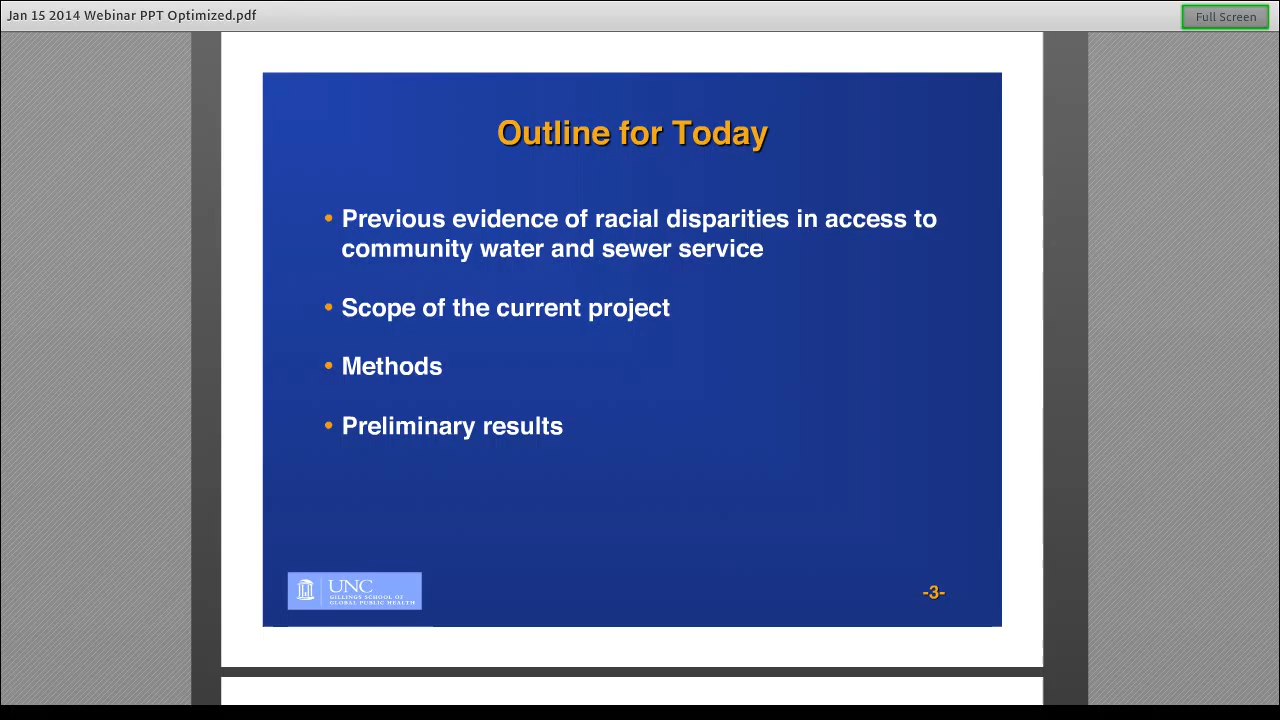 Jan 15 2014 Webinar PPT Optimized.pdf
Full Screen
Outline for Today
• Previous evidence of racial disparities in access to
community water and sewer service
• Scope of the current project
• Methods
• Preliminary results
UNC
GILLINGS SCHOOL OF
GLOBAL PUBLIC HEALTH
-3-